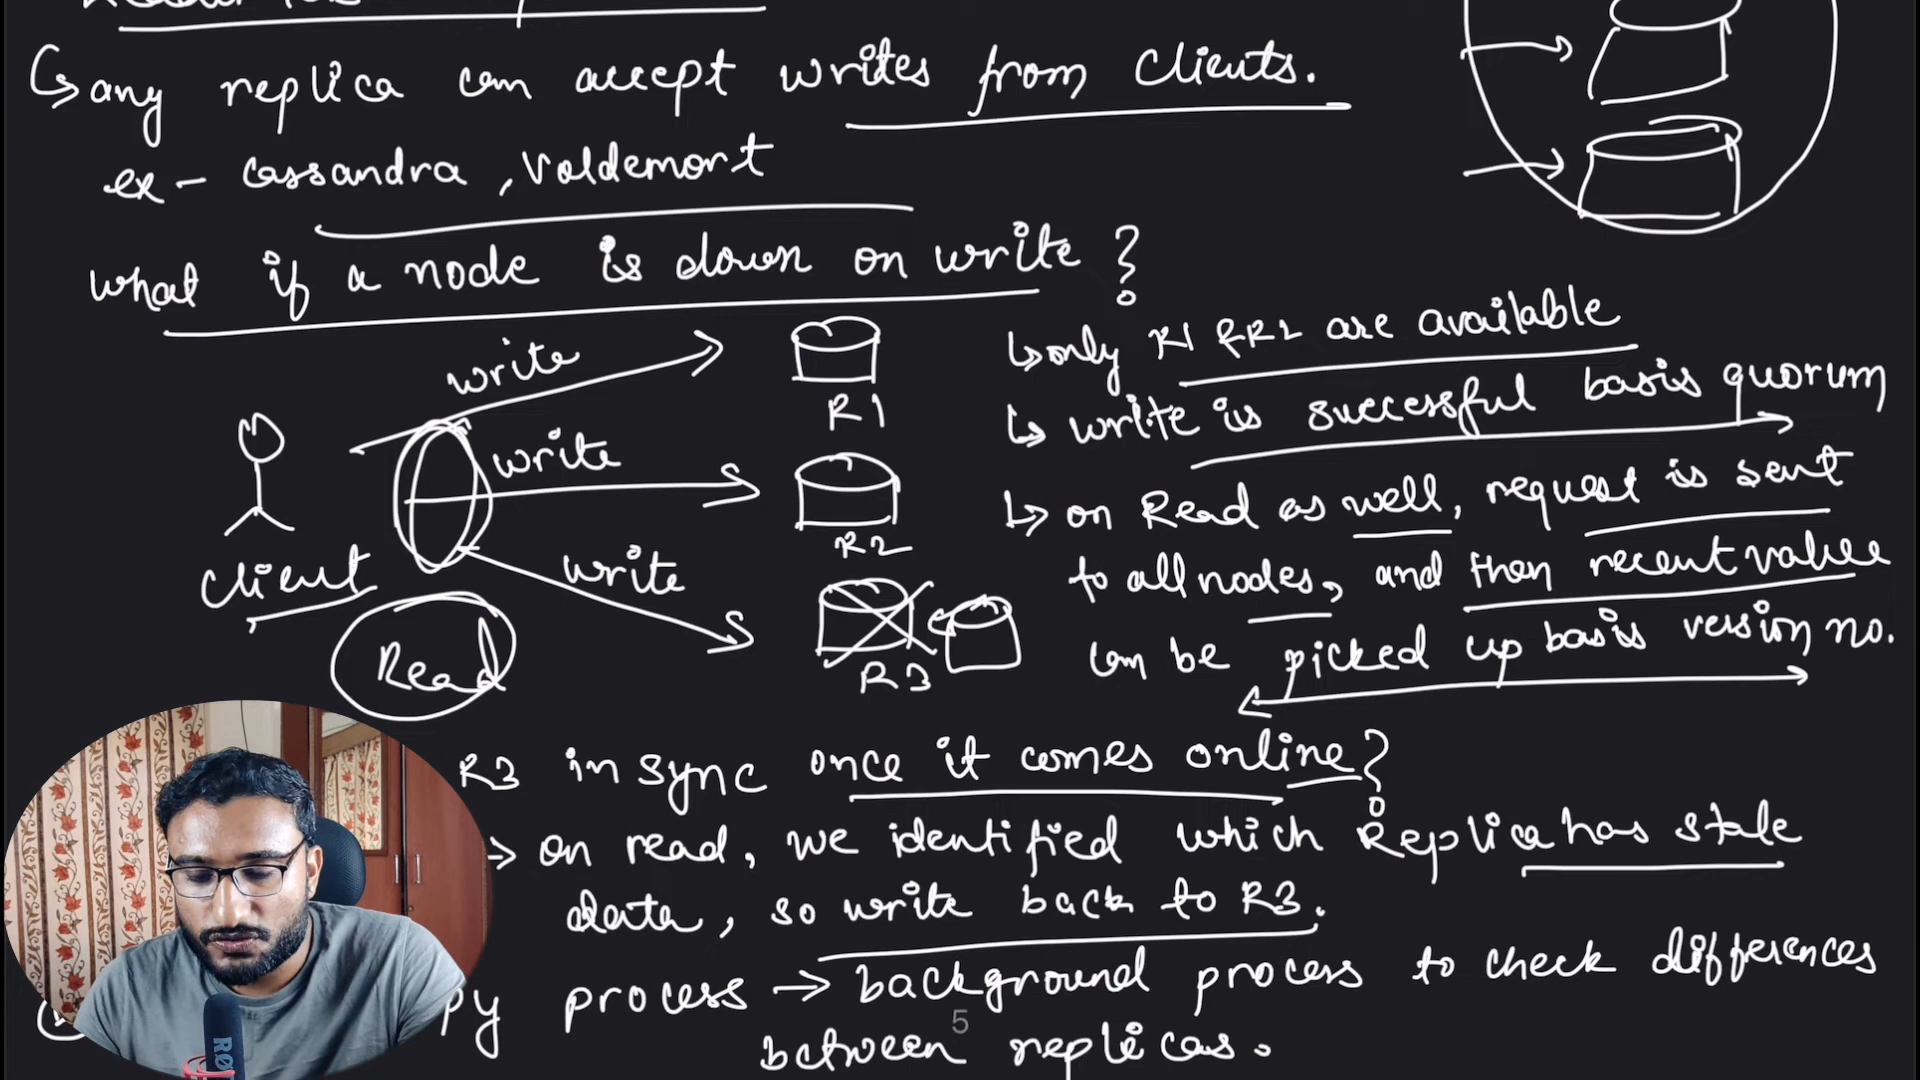 ↳ any replica can accept writes from clients.
ex - Cassandra, Voldemort
what if a node is down on write?
write
R1
write
R2
write
R3
client
Read
↳ only R1 & R2 are available
↳ write is successful basis quorum
↳ on Read as well, request is sent
to all nodes, and then recent value
can be picked up basis version no.
R3 in sync once it comes online?
→ on read, we identified which Replica has stale
data, so write back to R3.
py process → background process to check differences
between replicas.
5